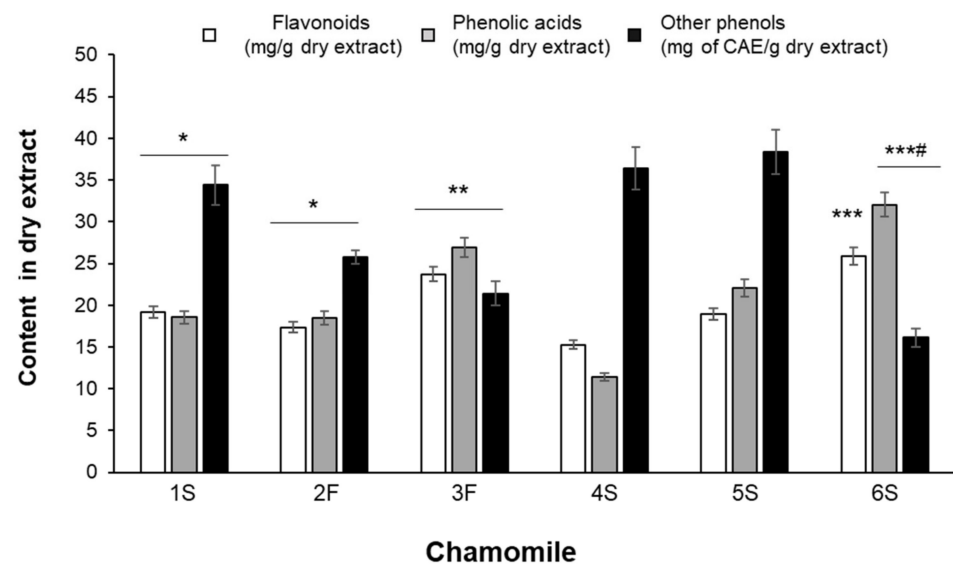 Flavonoids
(mg/g dry extract)
Phenolic acids
(mg/g dry extract)
Other phenols
(mg of CAE/g dry extract)
Content in dry extract
50
45
40
35
30
25
20
15
10
5
0
*
*
**
***
***#
1S 2F 3F 4S 5S 6S
Chamomile